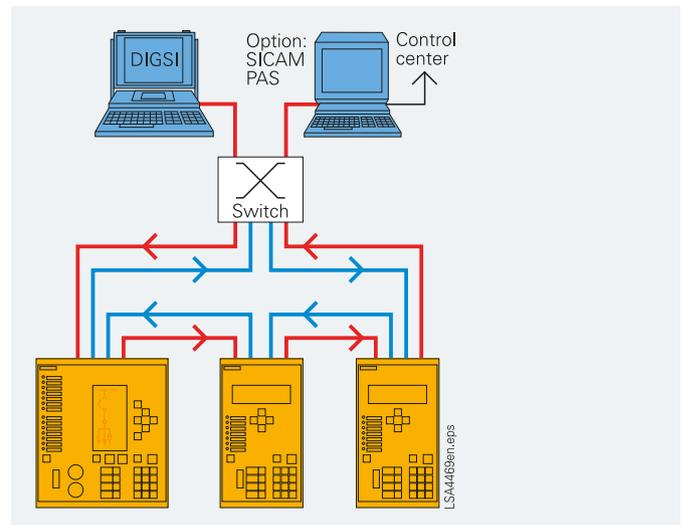 DIGSI
Option:
SICAM
PAS
Control
center
Switch
LSA4469en.eps